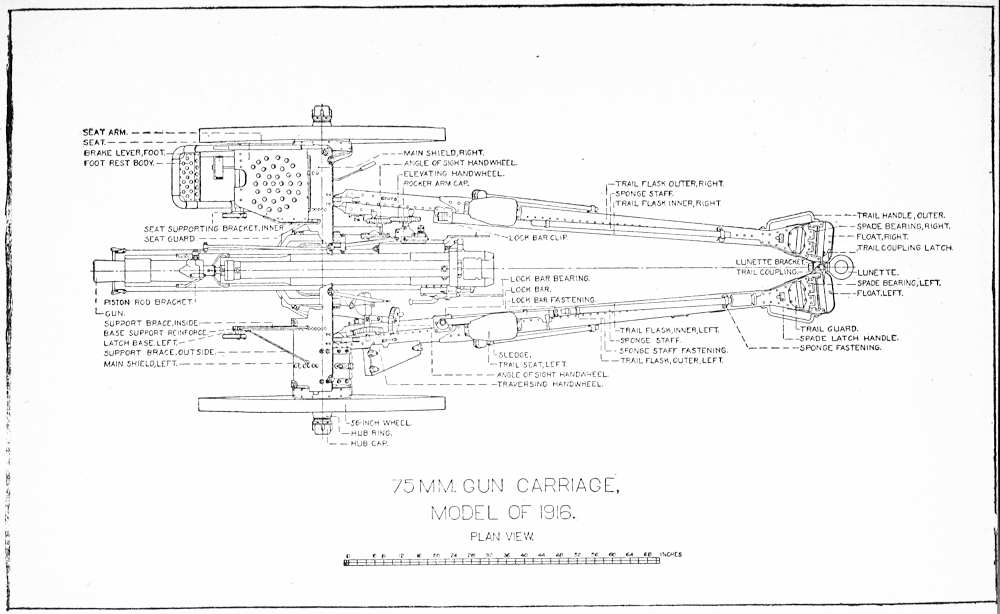 SEAT ARM.
SEAT.
BRAKE LEVER, FOOT.
FOOT REST BODY.
MAIN SHIELD, RIGHT.
ANGLE OF SIGHT HANDWHEEL.
ELEVATING HANDWHEEL.
ROCKER ARM CAP.
TRAIL FLASK OUTER, RIGHT.
SPONGE STAFF.
TRAIL FLASK INNER, RIGHT
SEAT SUPPORTING BRACKET, INNER
SEAT GUARD.
LOCK BAR CLIP.
TRAIL HANDLE, OUTER.
SPADE BEARING, RIGHT.
FLOAT, RIGHT.
TRAIL COUPLING LATCH.
LUNETTE BRACKET.
TRAIL COUPLING.
LUNETTE.
SPADE BEARING, LEFT.
FLOAT, LEFT.
LOCK BAR BEARING.
LOCK BAR.
LOCK BAR FASTENING.
PISTON ROD BRACKET.
GUN.
SUPPORT BRACE, INSIDE
BASE SUPPORT REINFORCE
LATCH BASE, LEFT.
SUPPORT BRACE, OUTSIDE.
MAIN SHIELD, LEFT.
TRAIL FLASK, INNER, LEFT.
SPONGE STAFF.
SPONGE STAFF FASTENING.
TRAIL FLASK, OUTER, LEFT.
TRAIL GUARD.
SPADE LATCH HANDLE.
SPONGE FASTENING.
SLEDGE.
TRAIL SEAT, LEFT.
ANGLE OF SIGHT HANDWHEEL.
TRAVERSING HANDWHEEL.
56-INCH WHEEL.
HUB RING.
HUB CAP.
75 MM. GUN CARRIAGE,
MODEL OF 1916.
PLAN VIEW.
0 6 8 12 16 20 24 28 32 36 40 44 48 52 56 60 64 68 INCHES